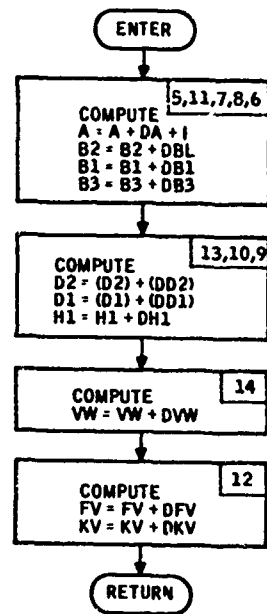 ENTER
5,11,7,8,6
COMPUTE
A = A + DA + I
B2 = B2 + DBL
B1 = B1 + DB1
B3 = B3 + DB3
13,10,9
COMPUTE
D2 = (D2) + (DD2)
D1 = (D1) + (DD1)
H1 = H1 + DH1
14
COMPUTE
VW = VW + DVW
12
COMPUTE
FV = FV + DFV
KV = KV + DKV
RETURN